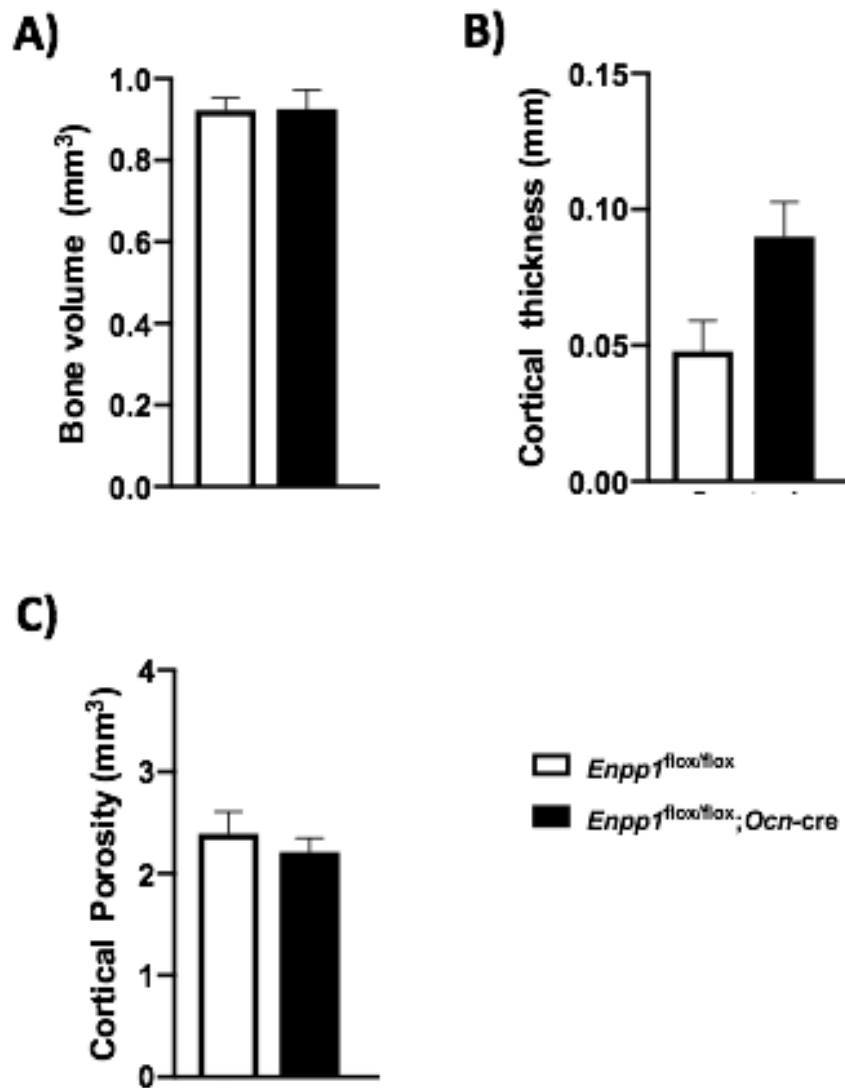 A)
Bone volume (mm³)
1.0
0.8
0.6
0.4
0.2
0.0
B)
Cortical thickness (mm)
0.15
0.10
0.05
0.00
C)
Cortical Porosity (mm³)
4
3
2
1
0
Enpp1flox/flox
Enpp1flox/flox;Ocn-cre